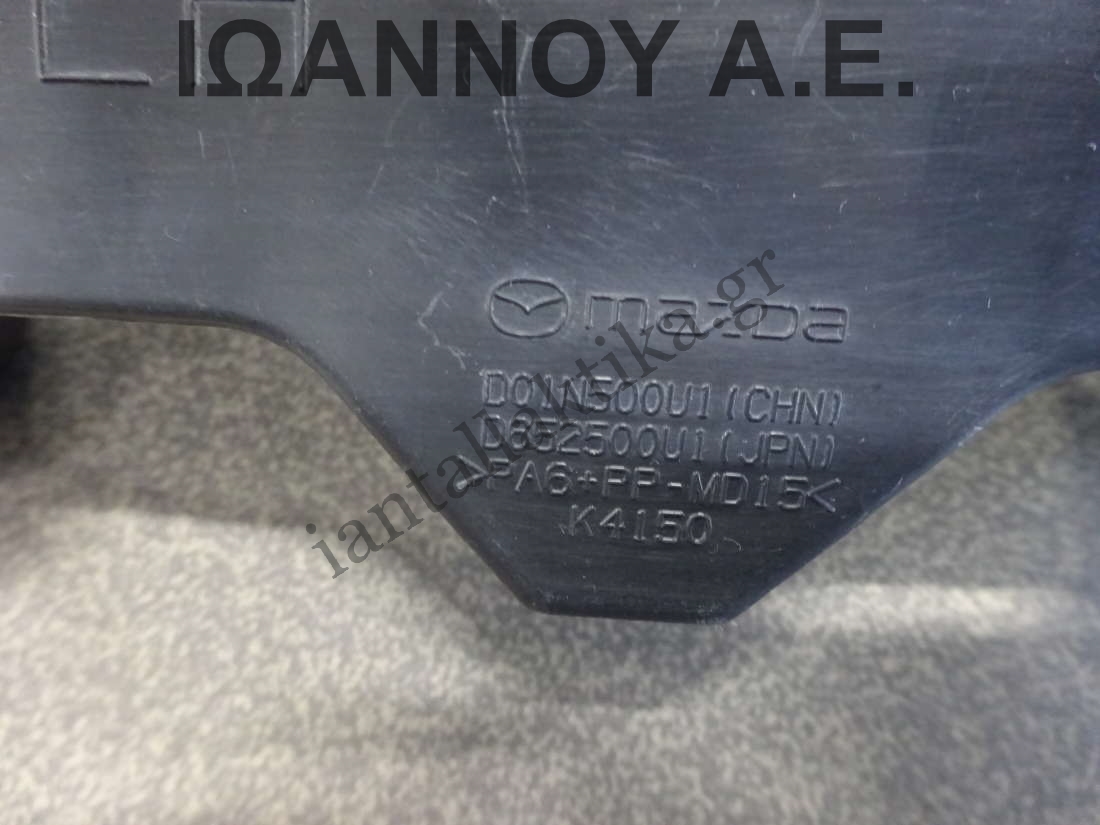 ΙΩΑΝΝΟΥ Α.Ε.
mazda
D01N500U1(CHN)
D652500U1(JPN)
>PA6+PP-MD15<
K4150
iantalaktika.gr